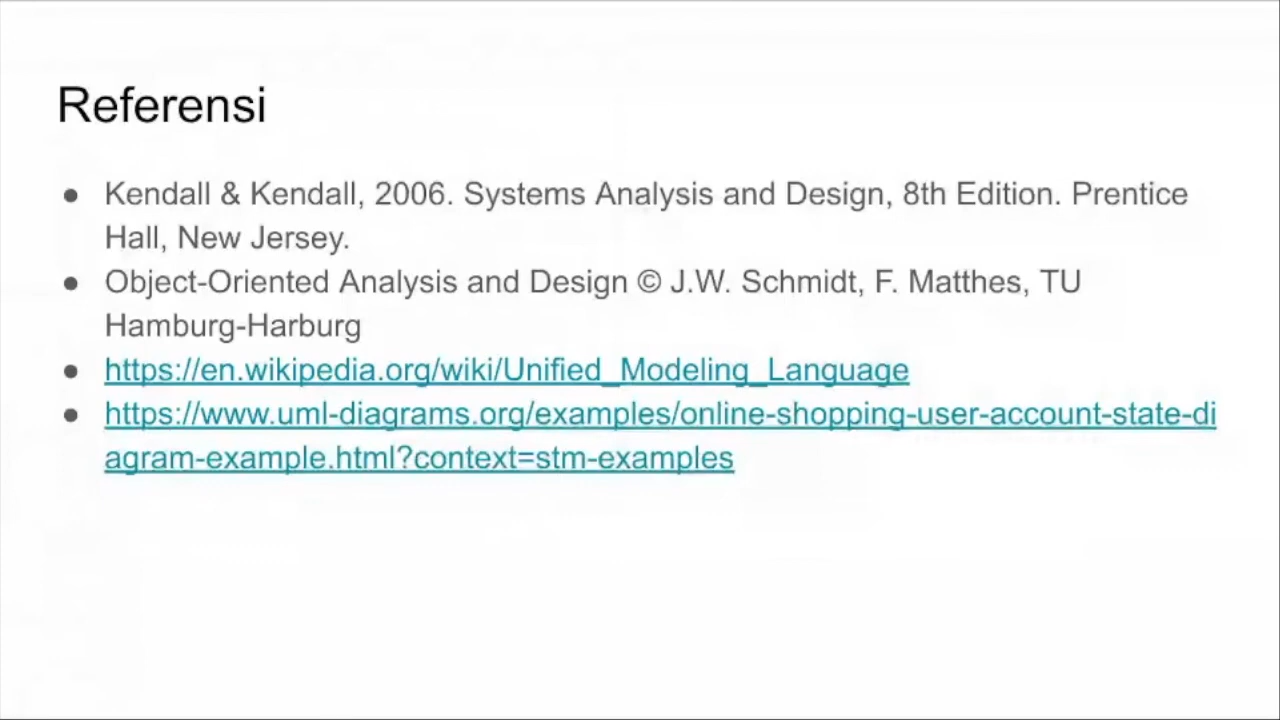 Referensi
● Kendall & Kendall, 2006. Systems Analysis and Design, 8th Edition. Prentice
Hall, New Jersey.
● Object-Oriented Analysis and Design © J.W. Schmidt, F. Matthes, TU
Hamburg-Harburg
● https://en.wikipedia.org/wiki/Unified_Modeling_Language
● https://www.uml-diagrams.org/examples/online-shopping-user-account-state-di
agram-example.html?context=stm-examples